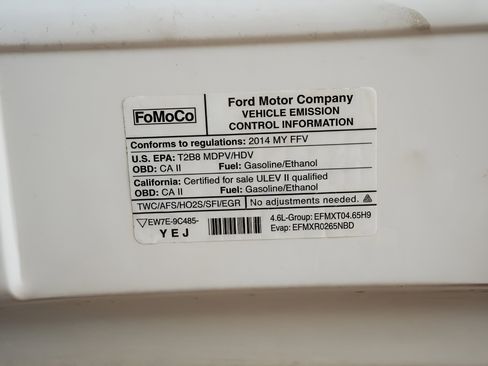 FoMoCo
Ford Motor Company
VEHICLE EMISSION
CONTROL INFORMATION
Conforms to regulations: 2014 MY FFV
U.S. EPA: T2B8 MDPV/HDV
OBD: CA II Fuel: Gasoline/Ethanol
California: Certified for sale ULEV II qualified
OBD: CA II Fuel: Gasoline/Ethanol
TWC/AFS/HO2S/SFI/EGR No adjustments needed.
EW7E-9C485-
YEJ
4.6L-Group: EFMXT04.65H9
Evap: EFMXR0265NBD